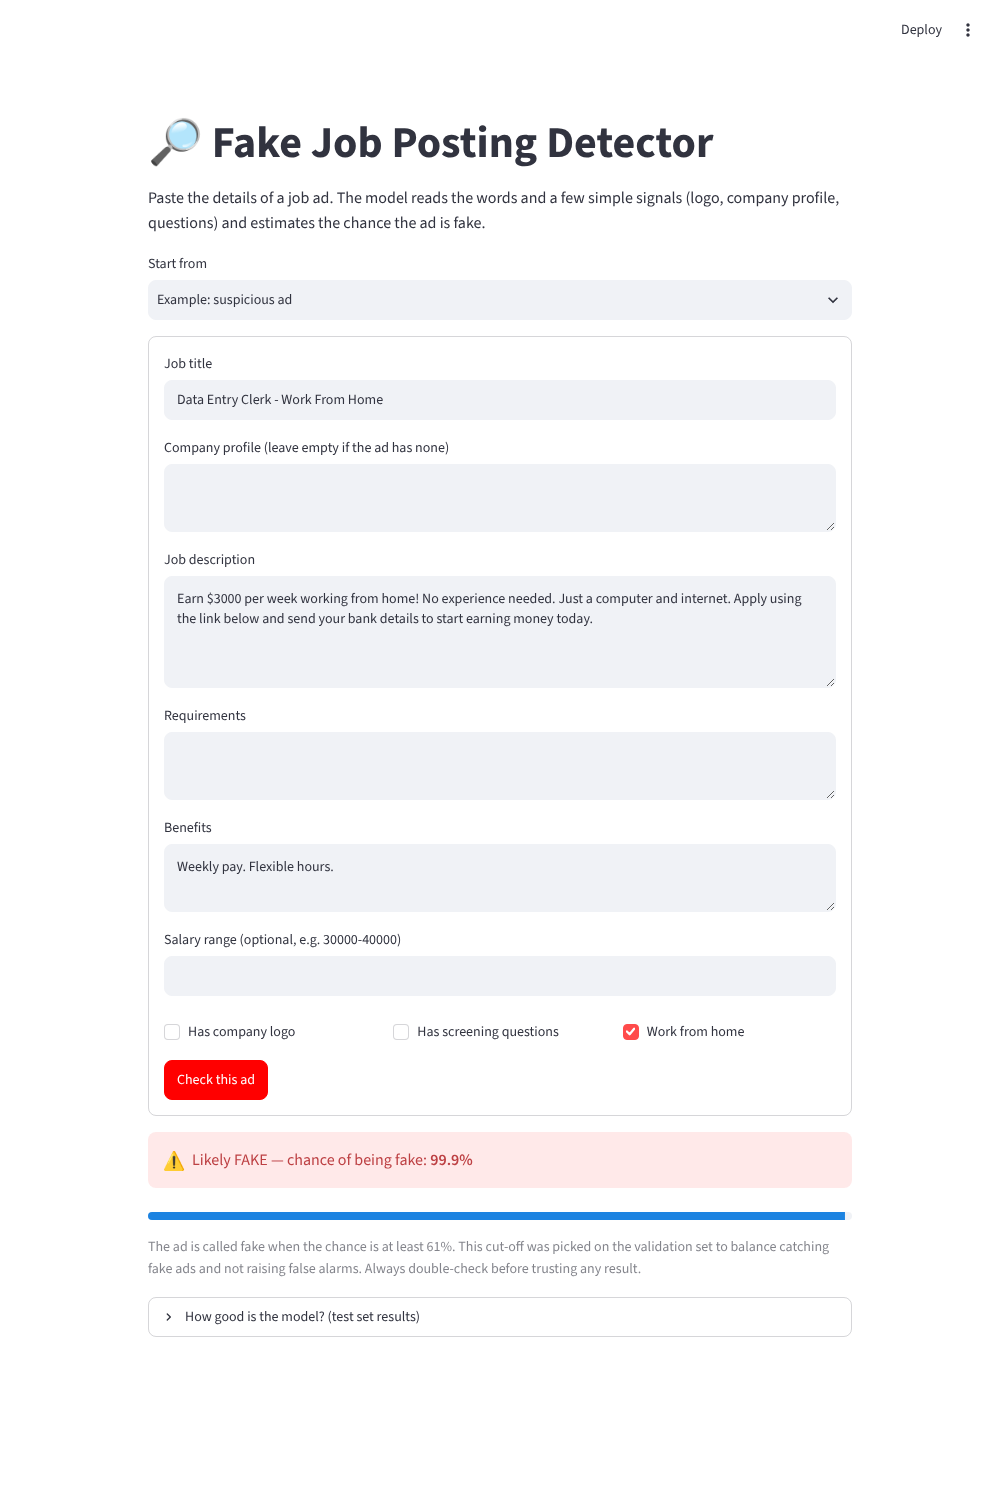 Deploy
Fake Job Posting Detector
Paste the details of a job ad. The model reads the words and a few simple signals (logo, company profile,
questions) and estimates the chance the ad is fake.
Start from
Example: suspicious ad
Job title
Data Entry Clerk - Work From Home
Company profile (leave empty if the ad has none)
Job description
Earn $3000 per week working from home! No experience needed. Just a computer and internet. Apply using
the link below and send your bank details to start earning money today.
Requirements
Benefits
Weekly pay. Flexible hours.
Salary range (optional, e.g. 30000-40000)
Has company logo
Has screening questions
Work from home
Check this ad
Likely FAKE — chance of being fake: 99.9%
The ad is called fake when the chance is at least 61%. This cut-off was picked on the validation set to balance catching
fake ads and not raising false alarms. Always double-check before trusting any result.
How good is the model? (test set results)